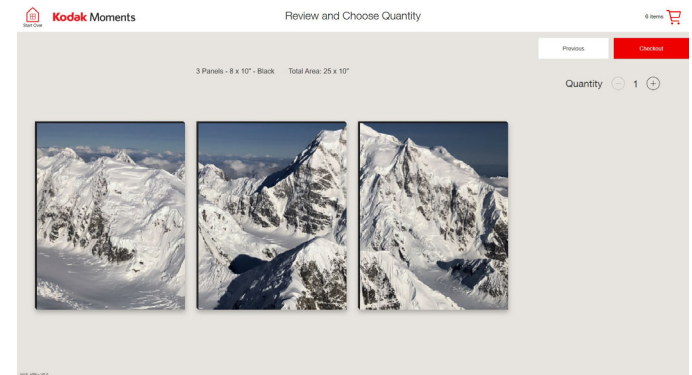 Kodak Moments
Review and Choose Quantity
6 items
Start Over
Previous
Checkout
3 Panels - 8 x 10" - Black
Total Area: 25 x 10"
Quantity
1